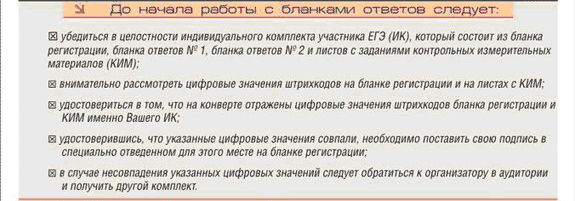 До начала работы с бланками ответов следует:
убедиться в целостности индивидуального комплекта участника ЕГЭ (ИК), который состоит из бланка
регистрации, бланка ответов № 1, бланка ответов № 2 и листов с заданиями контрольных измерительных
материалов (КИМ);
внимательно рассмотреть цифровые значения штрихкодов на бланке регистрации и на листах с КИМ;
удостовериться в том, что на конверте отражены цифровые значения штрихкодов бланка регистрации и
КИМ именно Вашего ИК;
удостоверившись, что указанные цифровые значения совпали, необходимо поставить свою подпись в
специально отведенном для этого месте на бланке регистрации;
в случае несовпадения указанных цифровых значений следует обратиться к организатору в аудитории
и получить другой комплект.